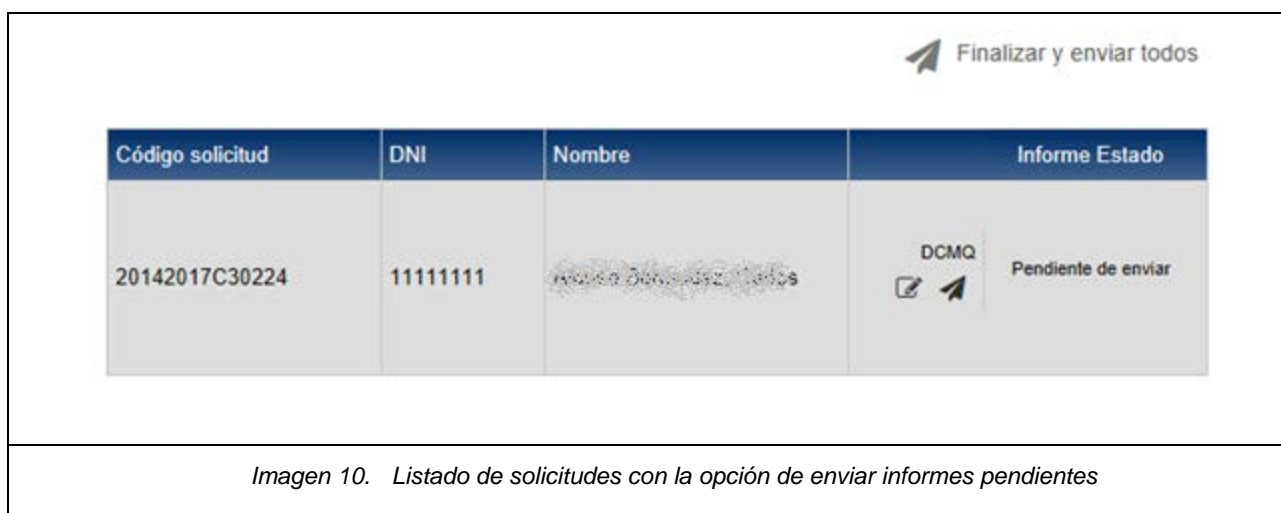 Finalizar y enviar todos
Código solicitud DNI Nombre Informe Estado
DCMQ
20142017C30224 11111111 Pendiente de enviar
Imagen 10. Listado de solicitudes con la opción de enviar informes pendientes